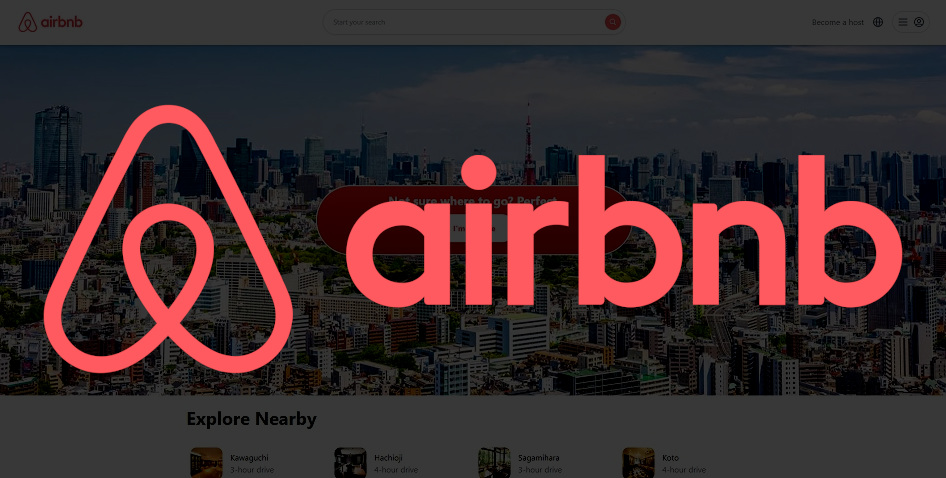 airbnb
Start your search
Become a host
Not sure where to go? Perfect.
airbnb
Explore Nearby
Kawaguchi
3-hour drive
Hachioji
4-hour drive
Sagamihara
3-hour drive
Koto
4-hour drive